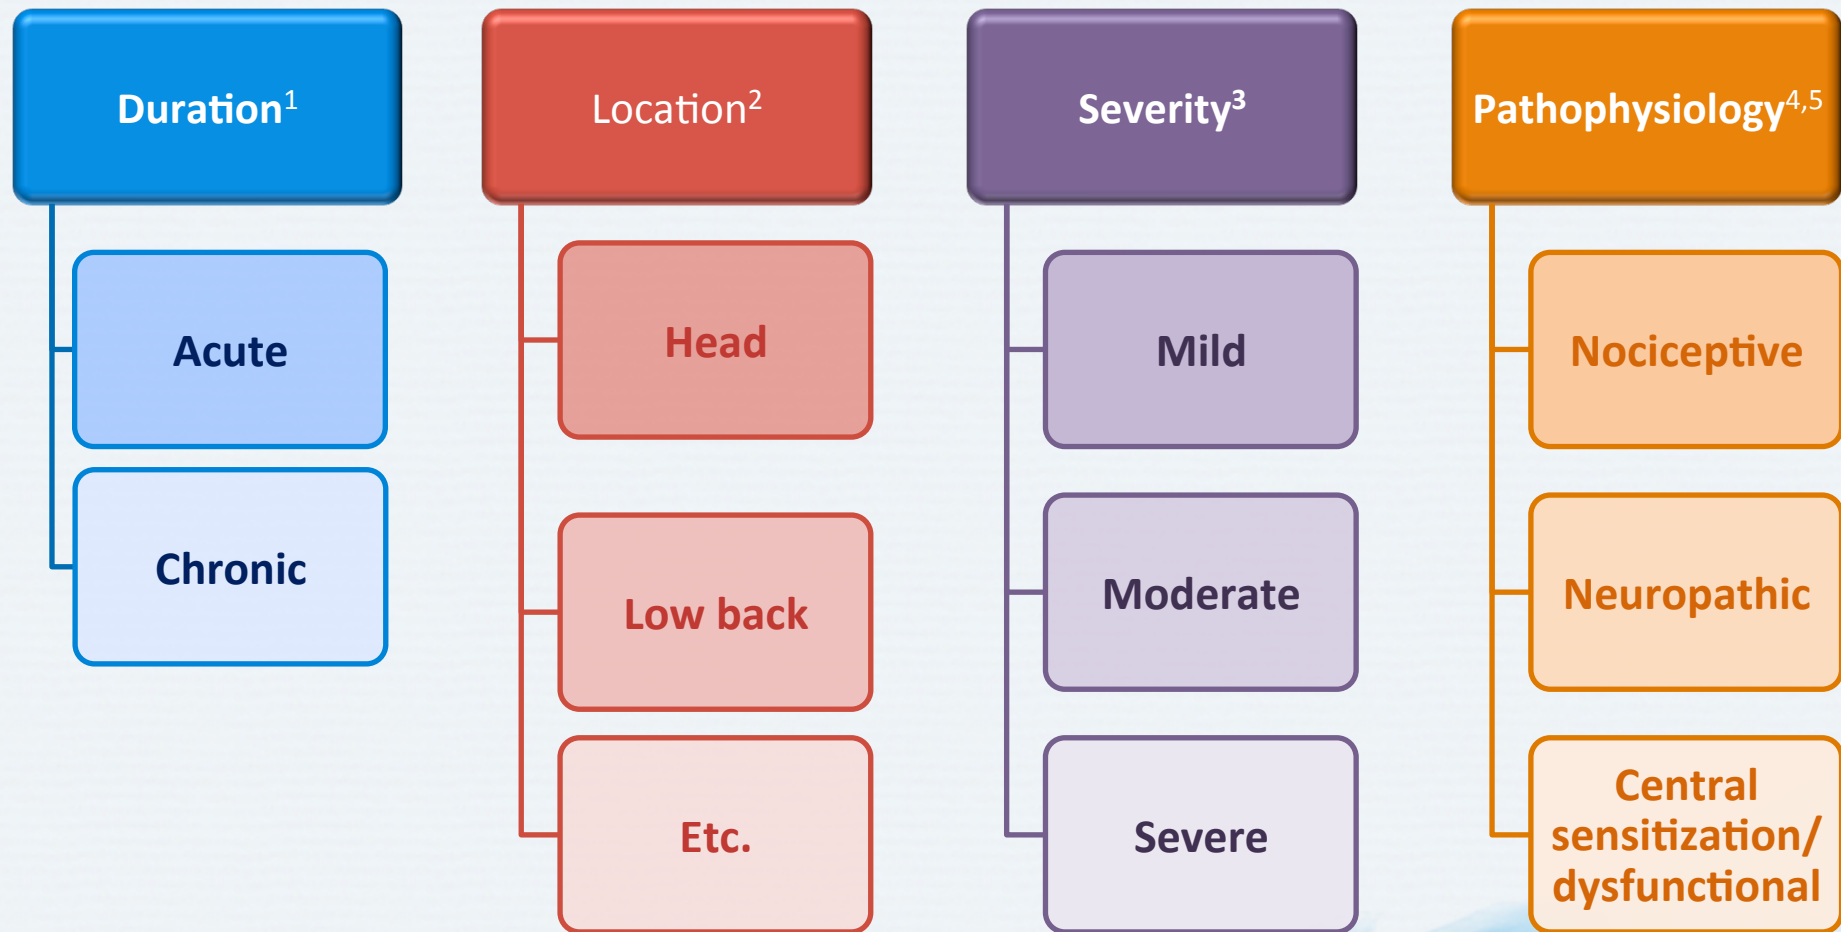 Duration¹
Acute
Chronic
Location²
Head
Low back
Etc.
Severity³
Mild
Moderate
Severe
Pathophysiology⁴,⁵
Nociceptive
Neuropathic
Central
sensitization/
dysfunctional